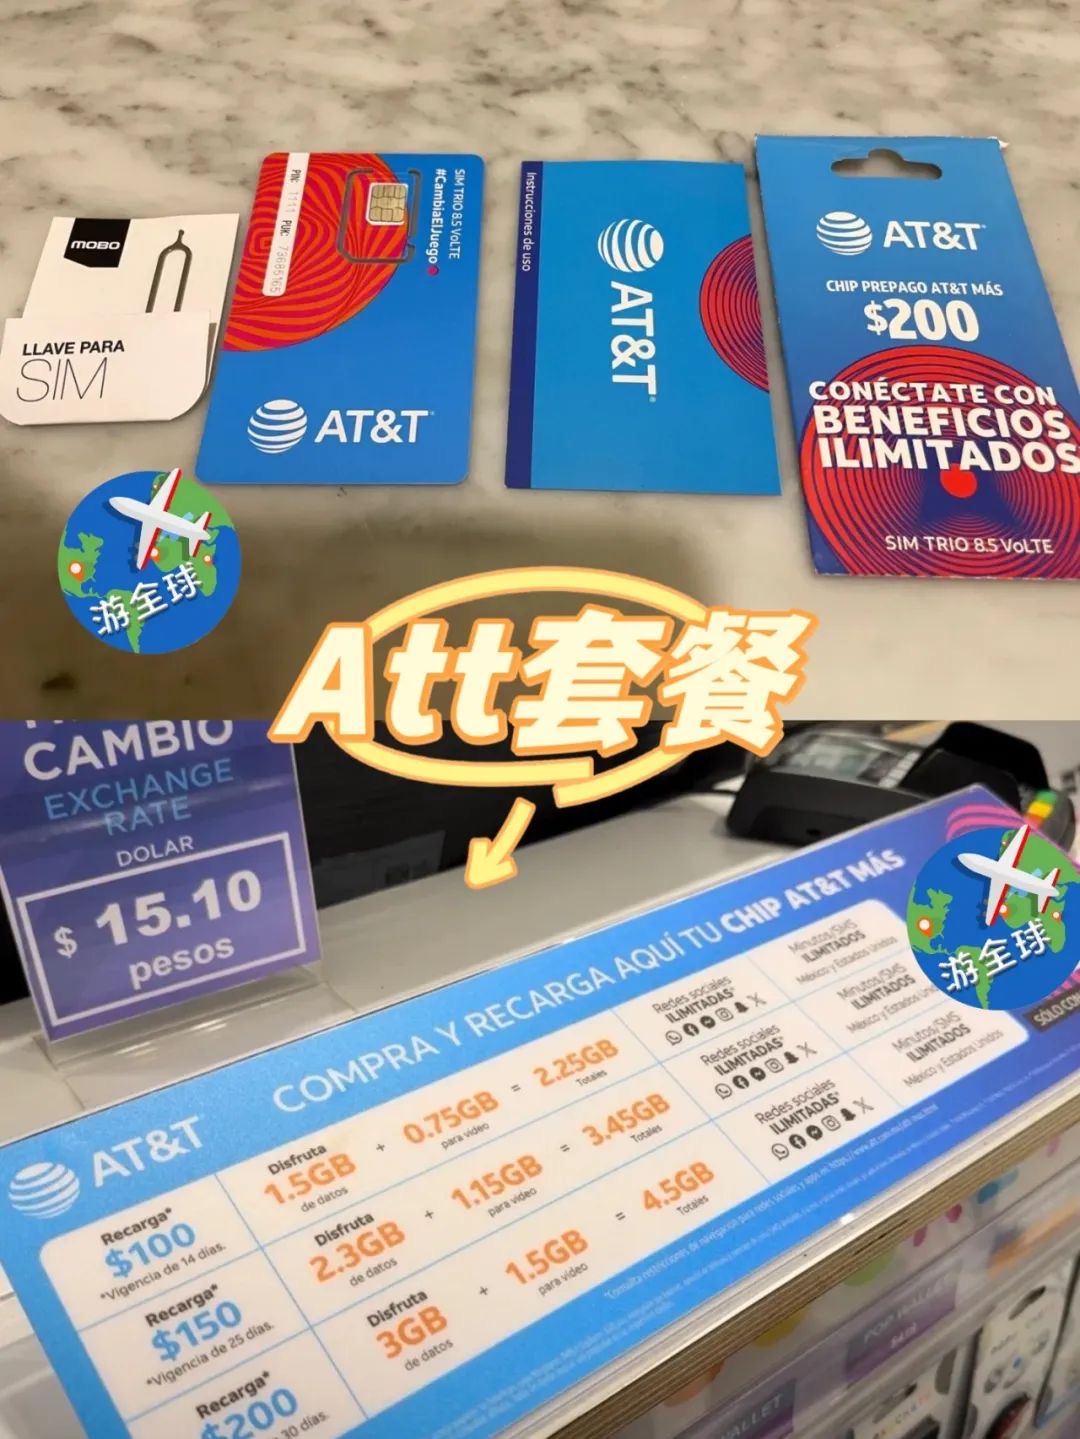 MOBO
LLAVE PARA
SIM
PIN: 1111 PUK: 78685165
SIM TRIO 8.5 VoLTE
#CambiaElJuego
AT&T
Instrucciones de uso
AT&T
AT&T
CHIP PREPAGO AT&T MÁS
$200
CONÉCTATE CON
BENEFICIOS
ILIMITADOS
SIM TRIO 8.5 VoLTE
游全球
Att套餐
CAMBIO
EXCHANGE
RATE
DOLAR
$ 15.10
pesos
COMPRA Y RECARGA AQUÍ TU CHIP AT&T MÁS
AT&T
Recarga*
$100
*Vigencia de 14 días.
Disfruta
1.5GB
de datos
+
0.75GB
para video
=
2.25GB
Totales
Redes sociales
ILIMITADAS*
Minutos/SMS
ILIMITADOS
México y Estados Unidos
Recarga*
$150
*Vigencia de 25 días.
Disfruta
2.3GB
de datos
+
1.15GB
para video
=
3.45GB
Totales
Redes sociales
ILIMITADAS*
Minutos/SMS
ILIMITADOS
México y Estados Unidos
Recarga*
$200
30 días.
Disfruta
3GB
de datos
+
1.5GB
para video
=
4.5GB
Totales
Redes sociales
ILIMITADAS*
Minutos/SMS
ILIMITADOS
México y Estados Unidos
游全球
SÓLO CON